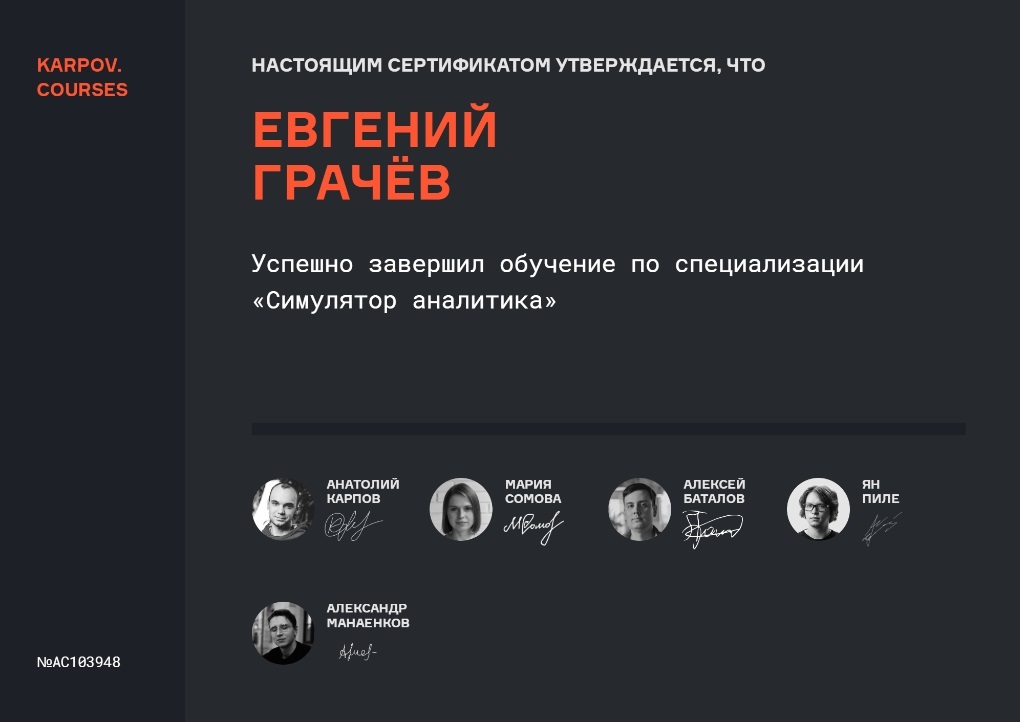 KARPOV.
COURSES
НАСТОЯЩИМ СЕРТИФИКАТОМ УТВЕРЖДАЕТСЯ, ЧТО
ЕВГЕНИЙ
ГРАЧЁВ
Успешно завершил обучение по специализации
«Симулятор аналитика»
АНАТОЛИЙ
КАРПОВ
МАРИЯ
СОМОВА
АЛЕКСЕЙ
БАТАЛОВ
ЯН
ПИЛЕ
АЛЕКСАНДР
МАНАЕНКОВ
№AC103948